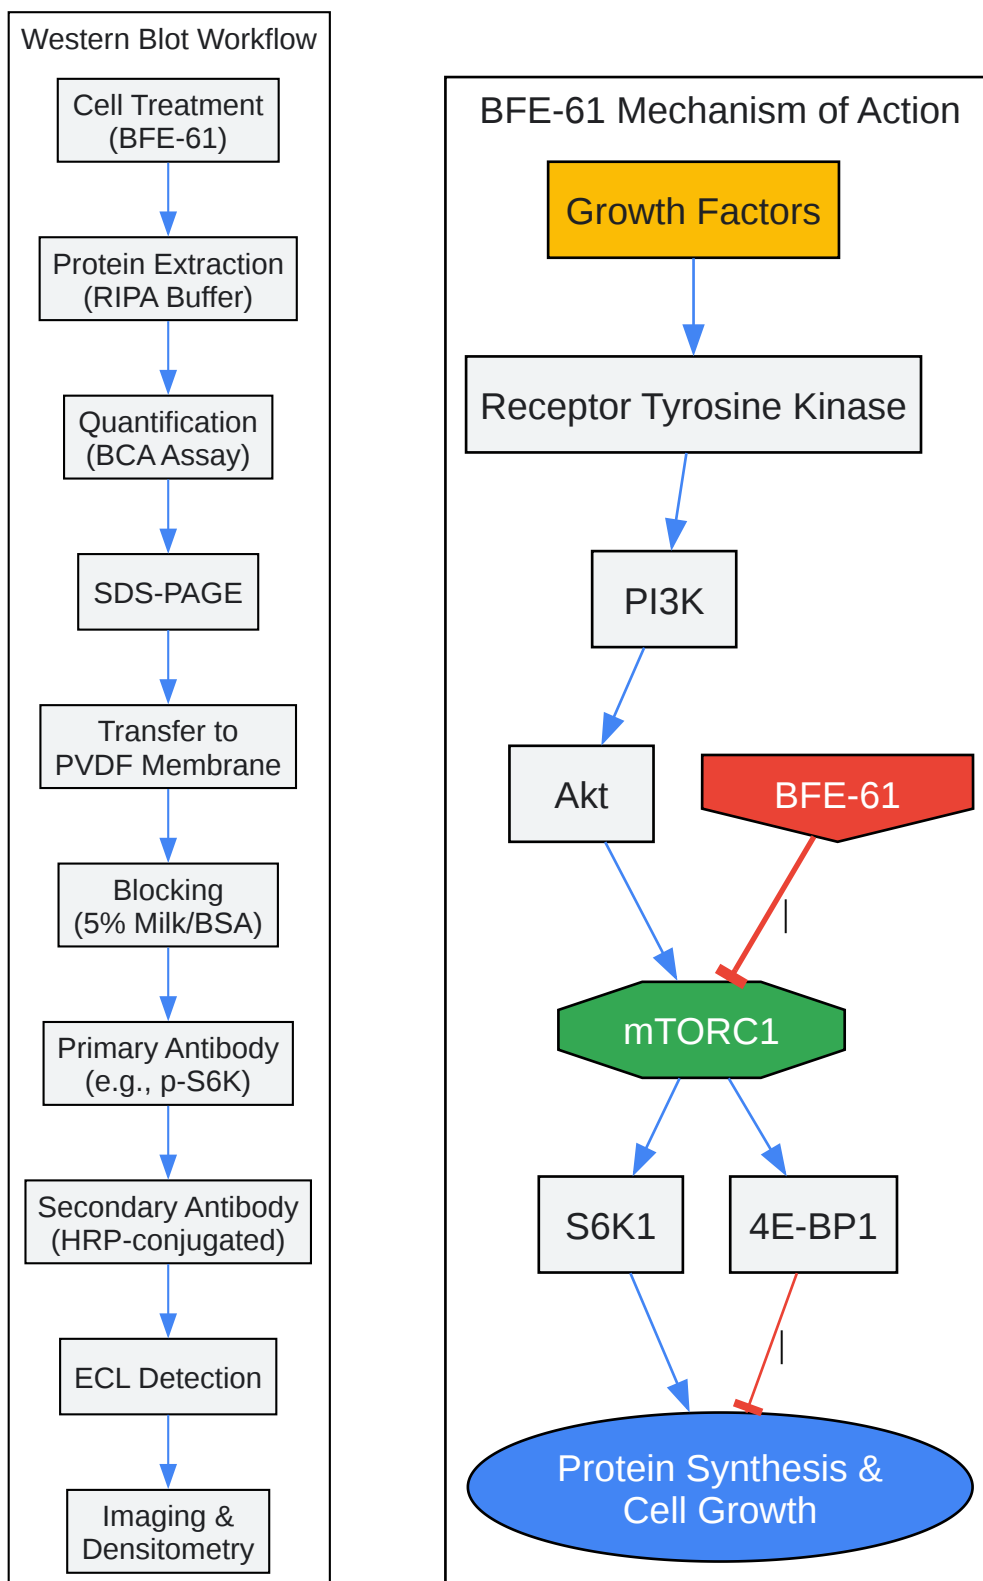 Western Blot Workflow
Cell Treatment
(BFE-61)
Protein Extraction
(RIPA Buffer)
Quantification
(BCA Assay)
SDS-PAGE
Transfer to
PVDF Membrane
Blocking
(5% Milk/BSA)
Primary Antibody
(e.g., p-S6K)
Secondary Antibody
(HRP-conjugated)
ECL Detection
Imaging &
Densitometry
BFE-61 Mechanism of Action
Growth Factors
Receptor Tyrosine Kinase
PI3K
Akt
BFE-61
|
mTORC1
S6K1
4E-BP1
|
Protein Synthesis &
Cell Growth